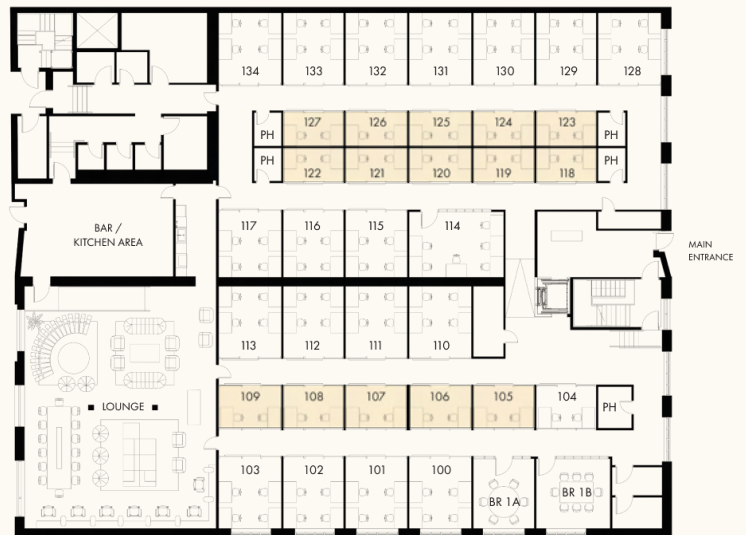 134 133 132 131 130 129 128
PH 127 126 125 124 123 PH
PH 122 121 120 119 118 PH
117 116 115 114
BAR /
KITCHEN AREA
MAIN
ENTRANCE
113 112 111 110
109 108 107 106 105 104
LOUNGE
PH
103 102 101 100
BR 1A BR 1B